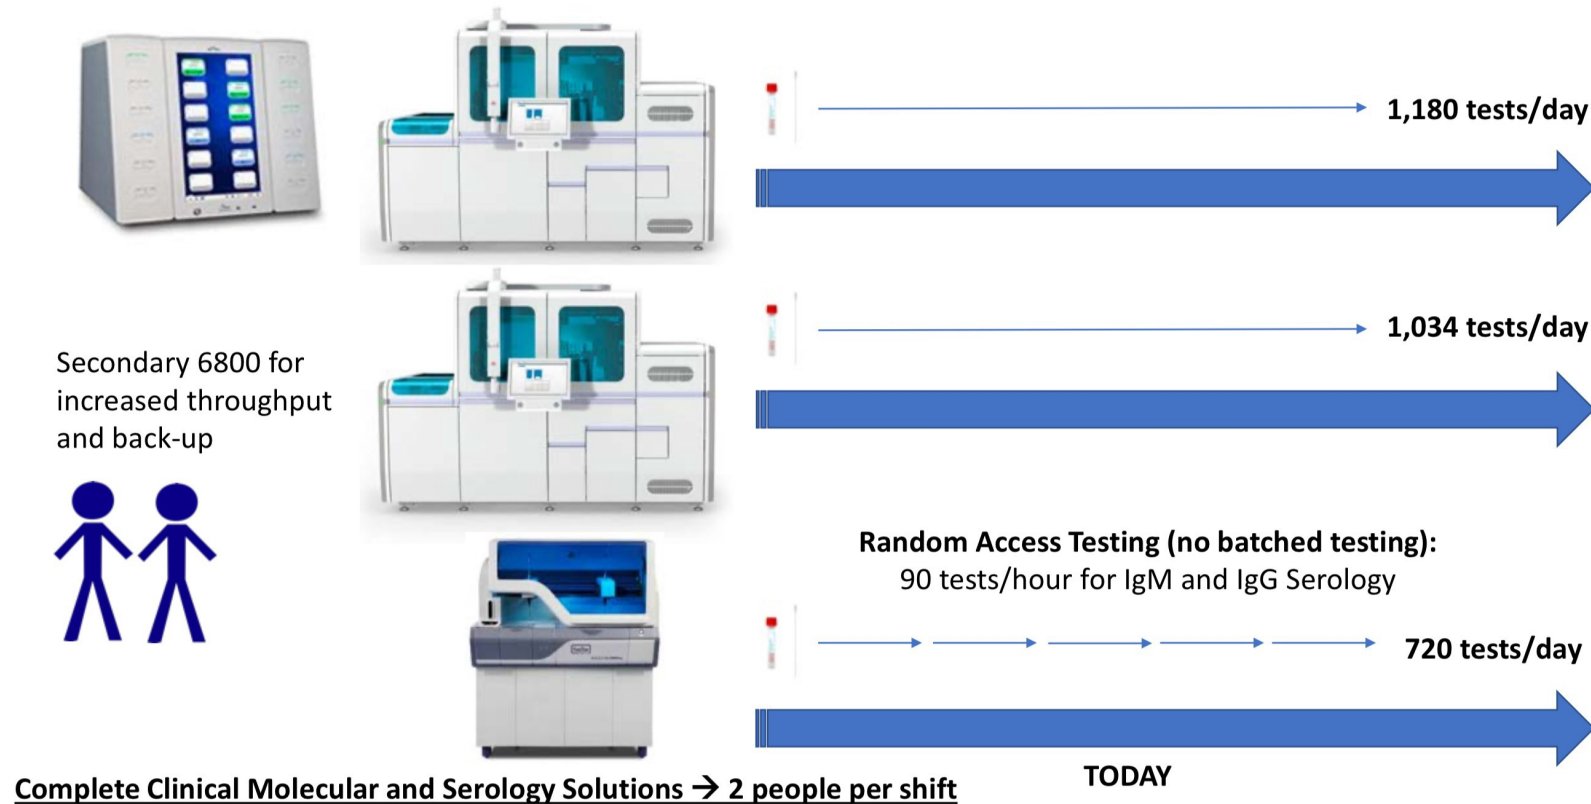 1,180 tests/day
1,034 tests/day
Secondary 6800 for
increased throughput
and back-up
Random Access Testing (no batched testing):
90 tests/hour for IgM and IgG Serology
720 tests/day
TODAY
Complete Clinical Molecular and Serology Solutions → 2 people per shift